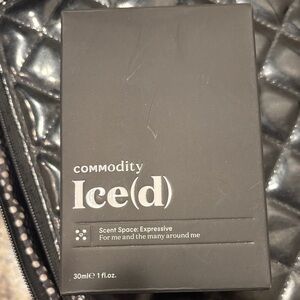 commodity
Ice(d)
Scent Space: Expressive
For me and the many around me
30ml℮ 1 fl.oz.